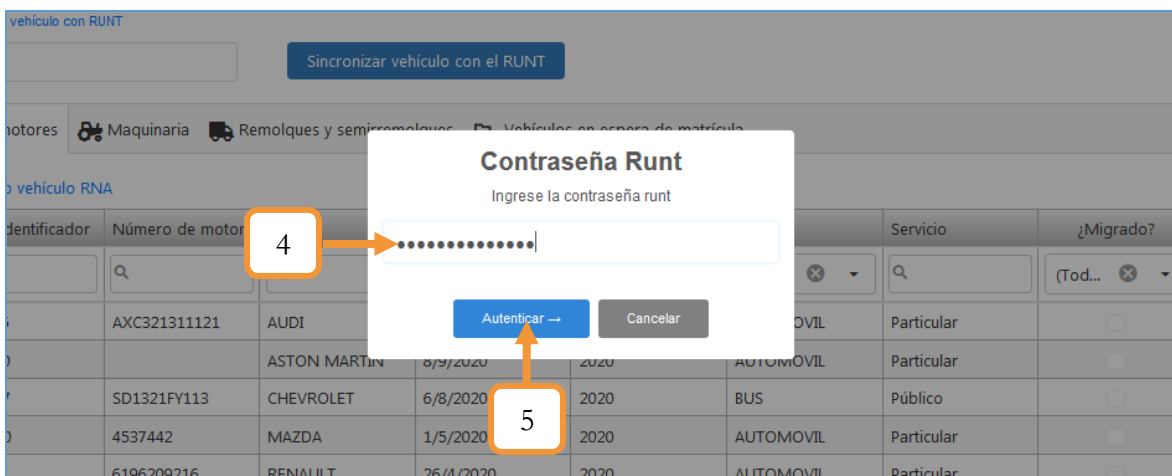 vehículo con RUNT
Sincronizar vehículo con el RUNT
Maquinaria Remolques y semirremolques Vehículos en espera de matrícula
Contraseña Runt
vehículo RNA
Ingrese la contraseña runt
Número de motor Servicio ¿Migrado?
4
••••••••••••••
(Tod...
Autenticar → Cancelar
AXC321311121 AUDI Particular
ASTON MARTIN 8/9/2020 2020 AUTOMOVIL Particular
SD1321FY113 CHEVROLET 6/8/2020 2020 BUS Público
5
4537442 MAZDA 1/5/2020 2020 AUTOMOVIL Particular
6196209216 RENAULT 26/4/2020 2020 AUTOMOVIL Particular